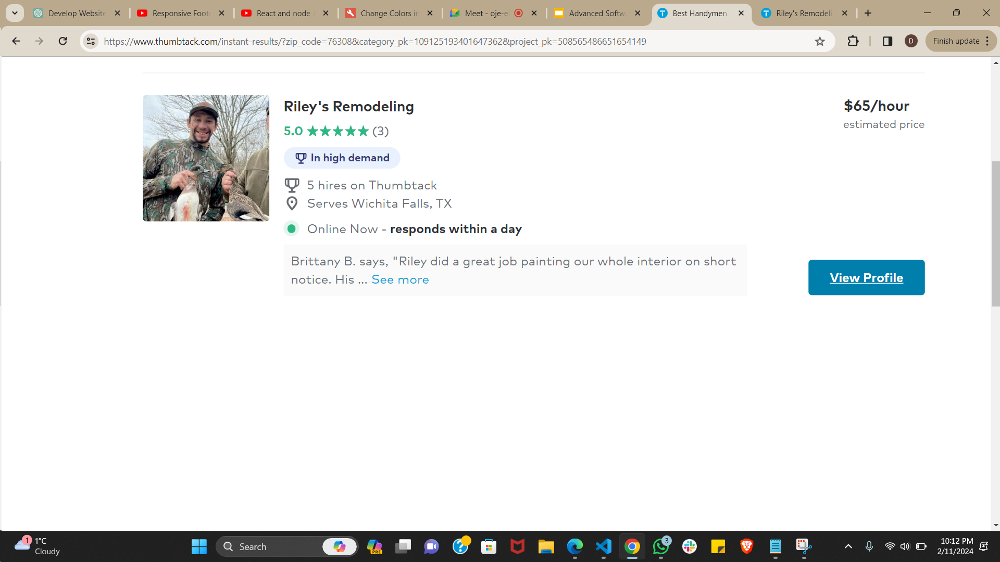 Develop Website
Responsive Foot
React and node
Change Colors in
Meet - oje-e
Advanced Softw
Best Handymen
Riley's Remodeli
https://www.thumbtack.com/instant-results/?zip_code=76308&category_pk=109125193401647362&project_pk=508565486651654149
D
Finish update
Riley's Remodeling
$65/hour
estimated price
5.0 ★★★★★ (3)
In high demand
5 hires on Thumbtack
Serves Wichita Falls, TX
Online Now - responds within a day
Brittany B. says, "Riley did a great job painting our whole interior on short
notice. His ... See more
View Profile
1
1°C
Cloudy
Search
PRE
3
10:12 PM
2/11/2024